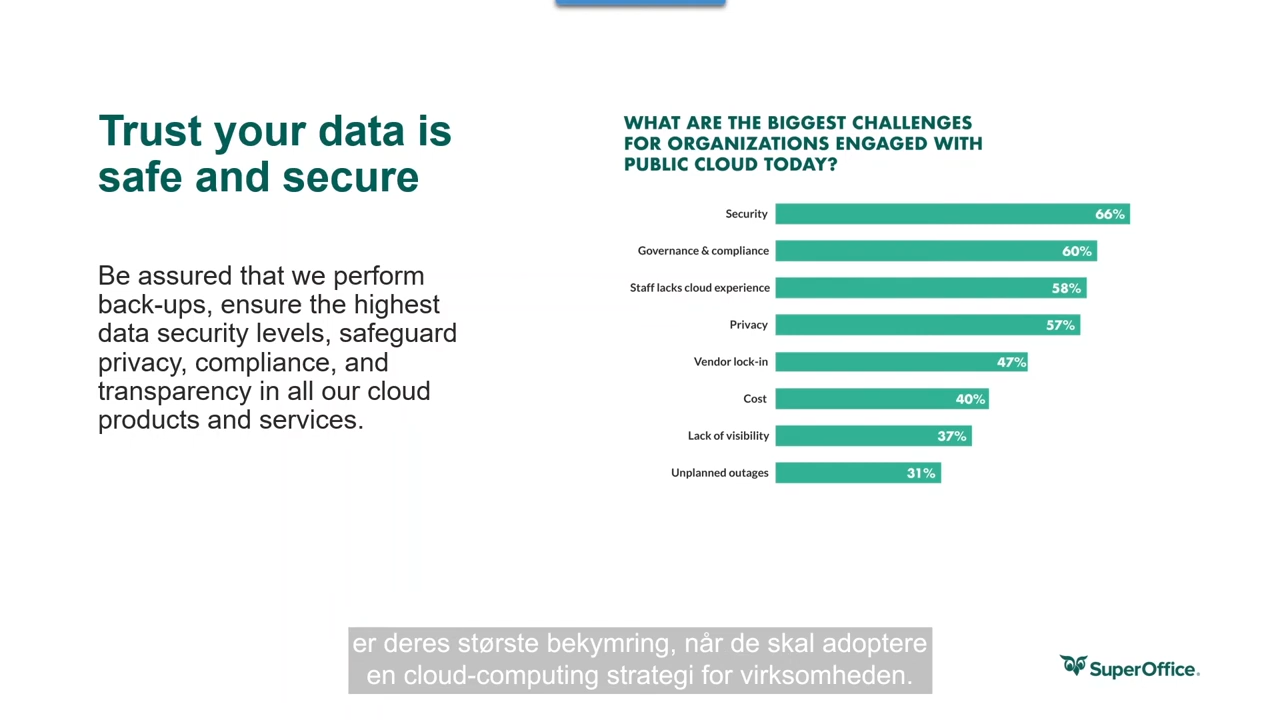 Trust your data is
safe and secure
Be assured that we perform
back-ups, ensure the highest
data security levels, safeguard
privacy, compliance, and
transparency in all our cloud
products and services.
WHAT ARE THE BIGGEST CHALLENGES
FOR ORGANIZATIONS ENGAGED WITH
PUBLIC CLOUD TODAY?
Security 66%
Governance & compliance 60%
Staff lacks cloud experience 58%
Privacy 57%
Vendor lock-in 47%
Cost 40%
Lack of visibility 37%
Unplanned outages 31%
er deres største bekymring, når de skal adoptere
en cloud-computing strategi for virksomheden.
SuperOffice.